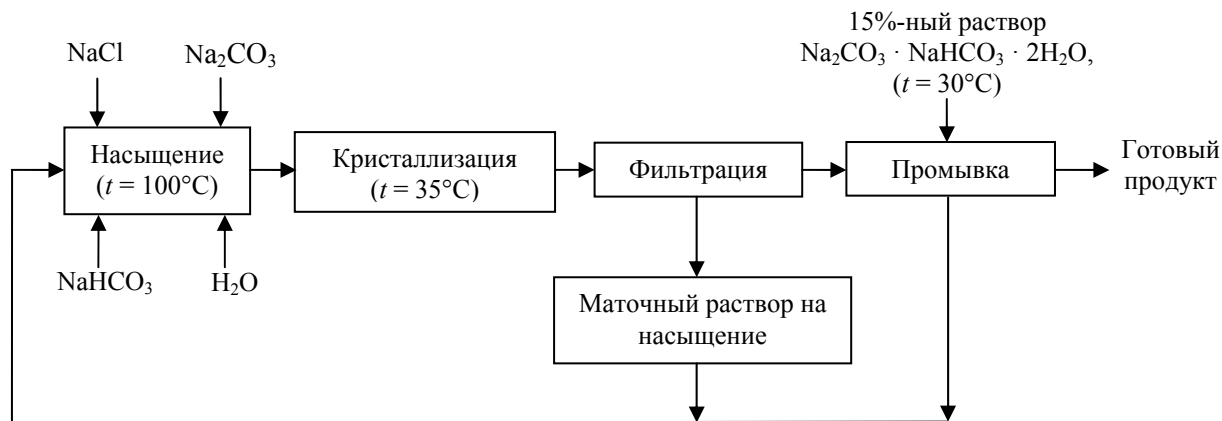 15%-ный раствор
Na₂CO₃ · NaHCO₃ · 2H₂O,
(t = 30°C)
NaCl
Na₂CO₃
Насыщение
(t = 100°C)
Кристаллизация
(t = 35°C)
Фильтрация
Промывка
Готовый
продукт
NaHCO₃
H₂O
Маточный раствор на
насыщение